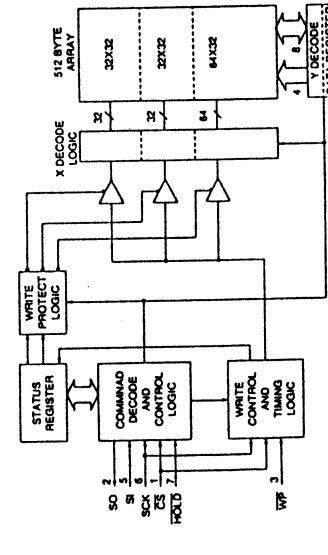 STATUS
REGISTER
WRITE
PROTECT
LOGIC
X DECODE
LOGIC
512 BYTE
ARRAY
32
32X32
32
32X32
64
64X32
SO 2
SI 5
SCK 6
CS 1
HOLD 7
COMMNAD
DECODE
AND
CONTROL
LOGIC
WP 3
WRITE
CONTROL
AND
TIMING
LOGIC
4
8
Y DECODE